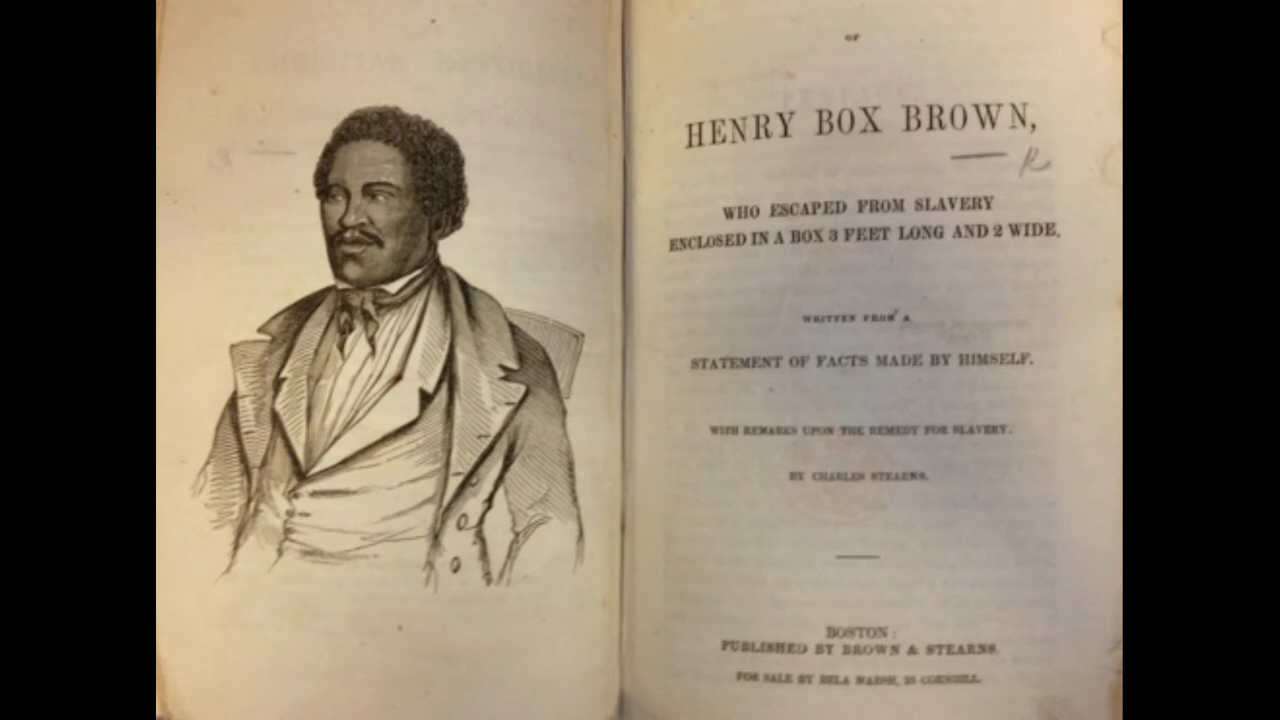 OF
HENRY BOX BROWN,
R
WHO ESCAPED FROM SLAVERY
ENCLOSED IN A BOX 3 FEET LONG AND 2 WIDE.
WRITTEN FROM A
STATEMENT OF FACTS MADE BY HIMSELF.
WITH REMARKS UPON THE REMEDY FOR SLAVERY.
BY CHARLES STEARNS.
BOSTON:
PUBLISHED BY BROWN & STEARNS.
FOR SALE BY BELA MARSH, 25 CORNHILL.